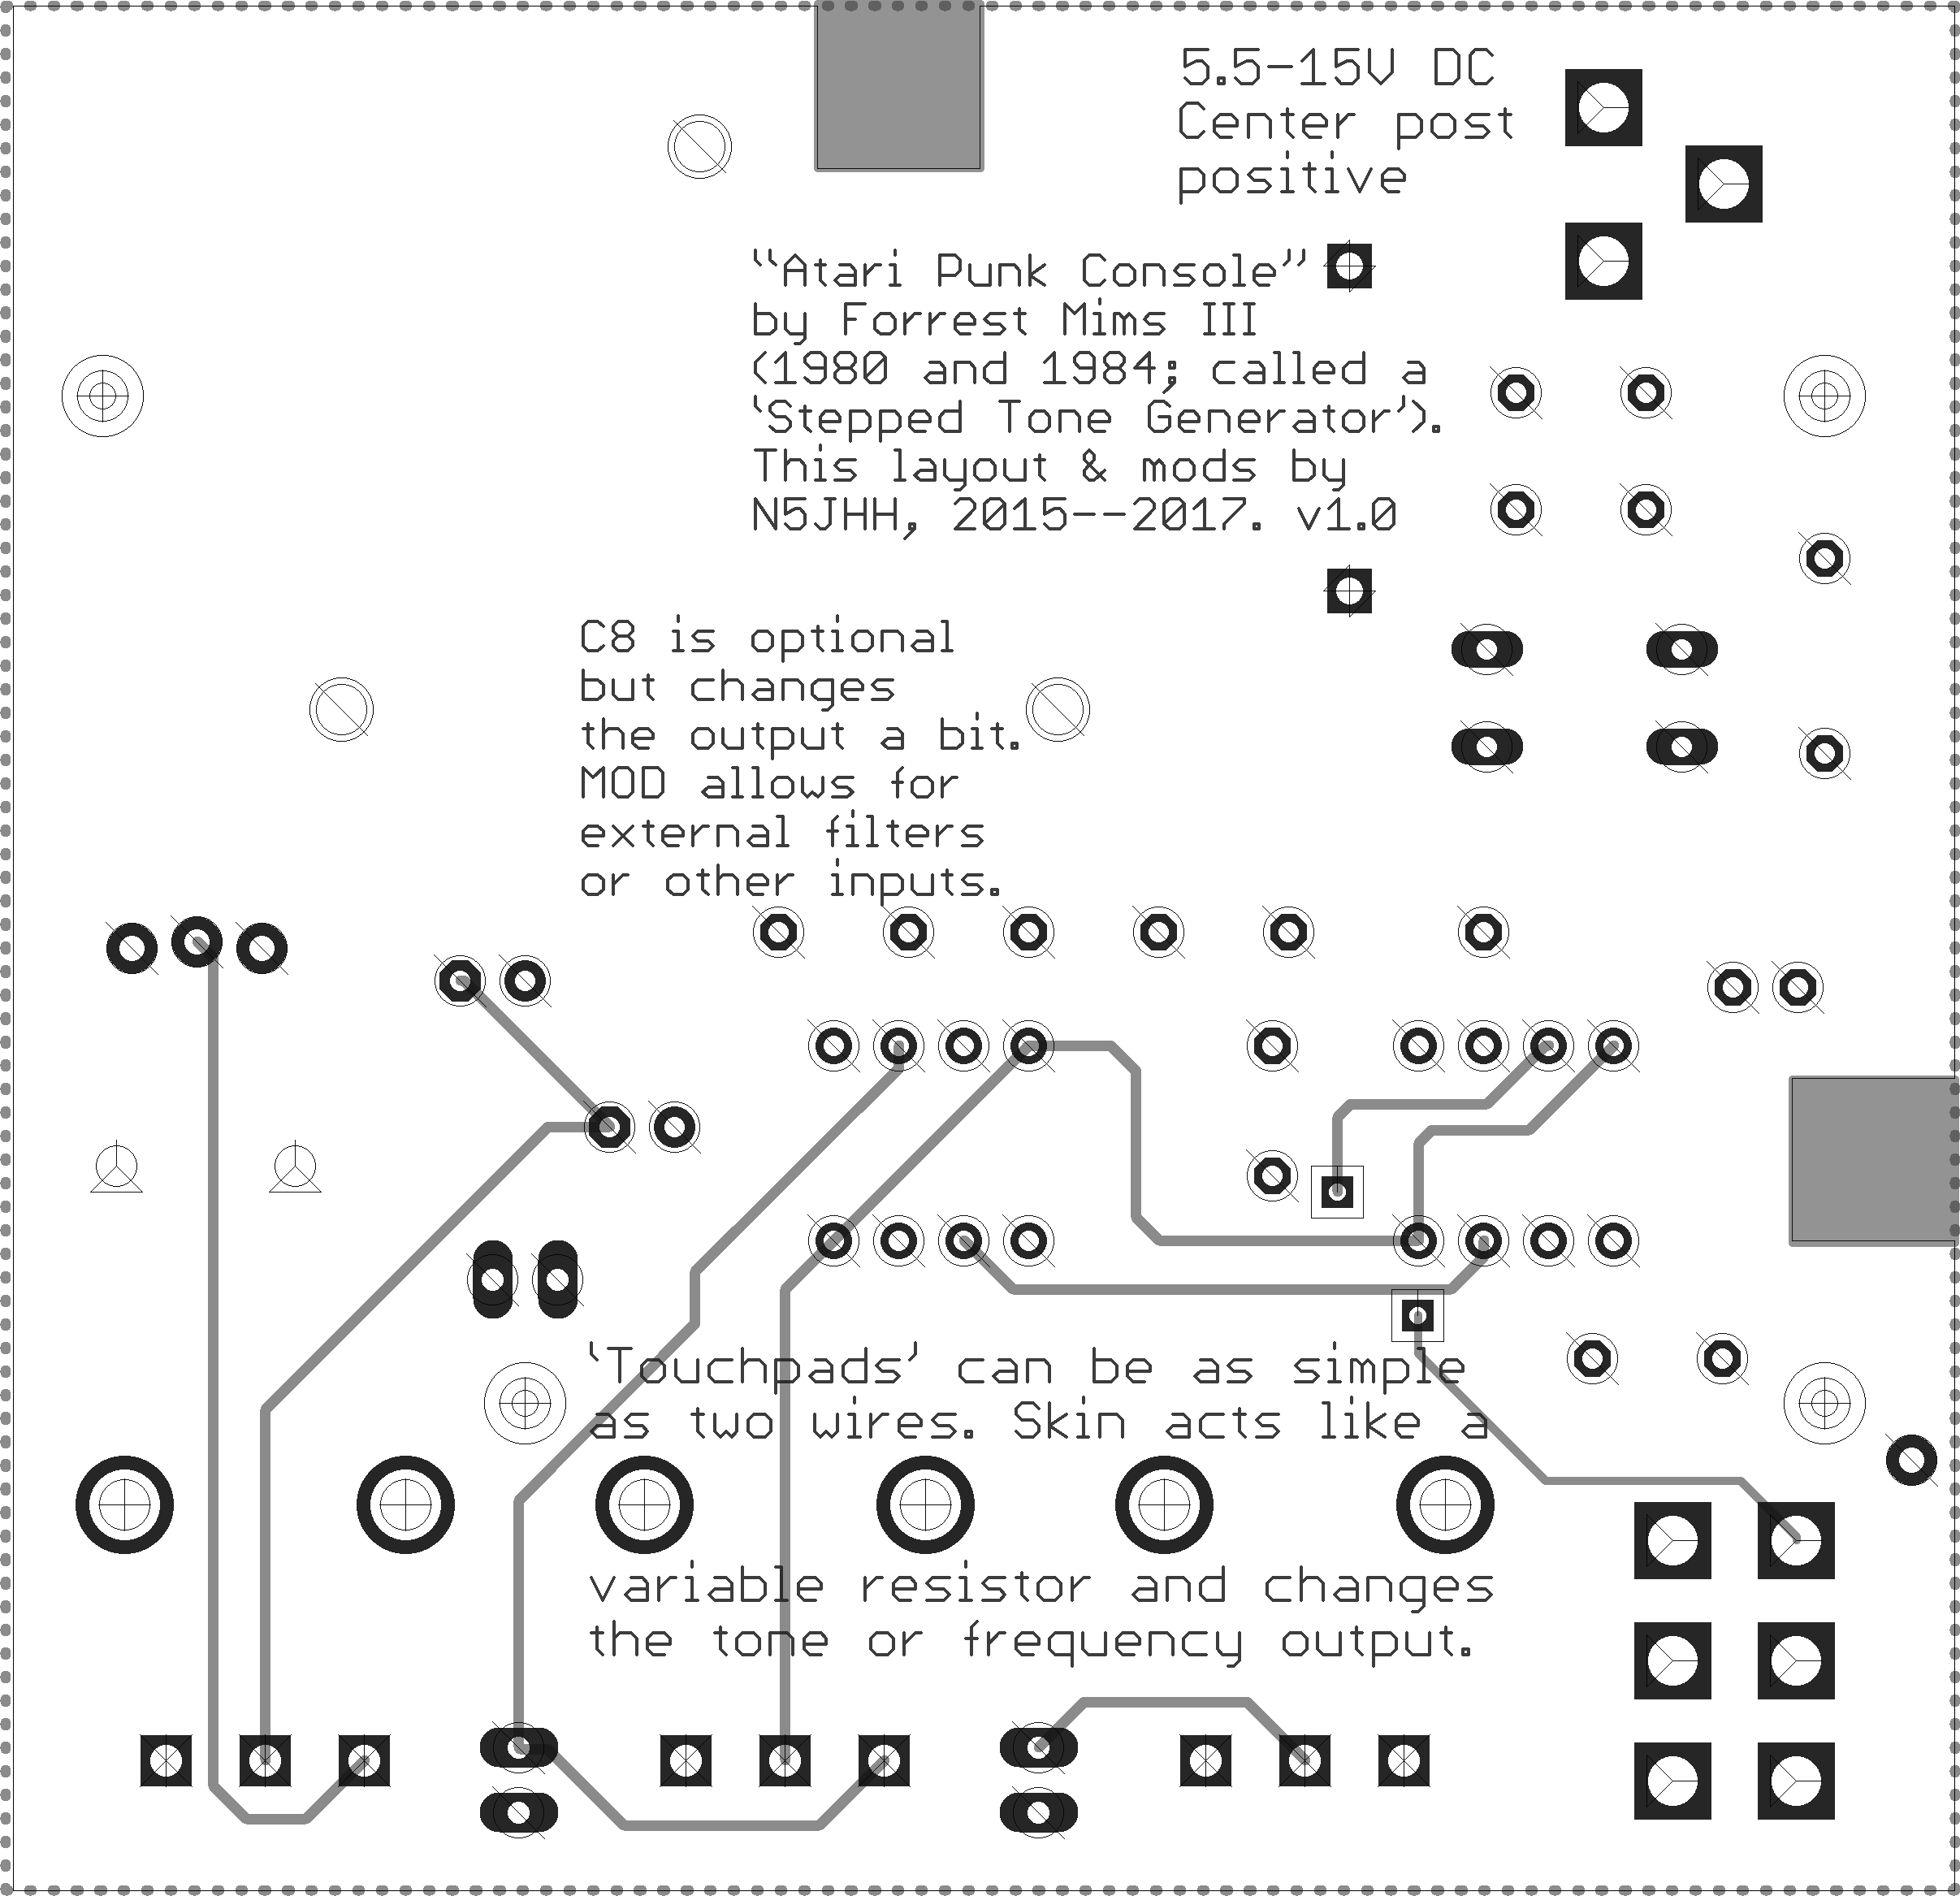 5.5-15V DC
Center post
positive
“Atari Punk Console”
by Forrest Mims III
(1980 and 1984; called a
‘Stepped Tone Generator’).
This layout & mods by
N5JHH, 2015--2017. v1.0
C8 is optional
but changes
the output a bit.
MOD allows for
external filters
or other inputs.
‘Touchpads’ can be as simple
as two wires. Skin acts like a
variable resistor and changes
the tone or frequency output.